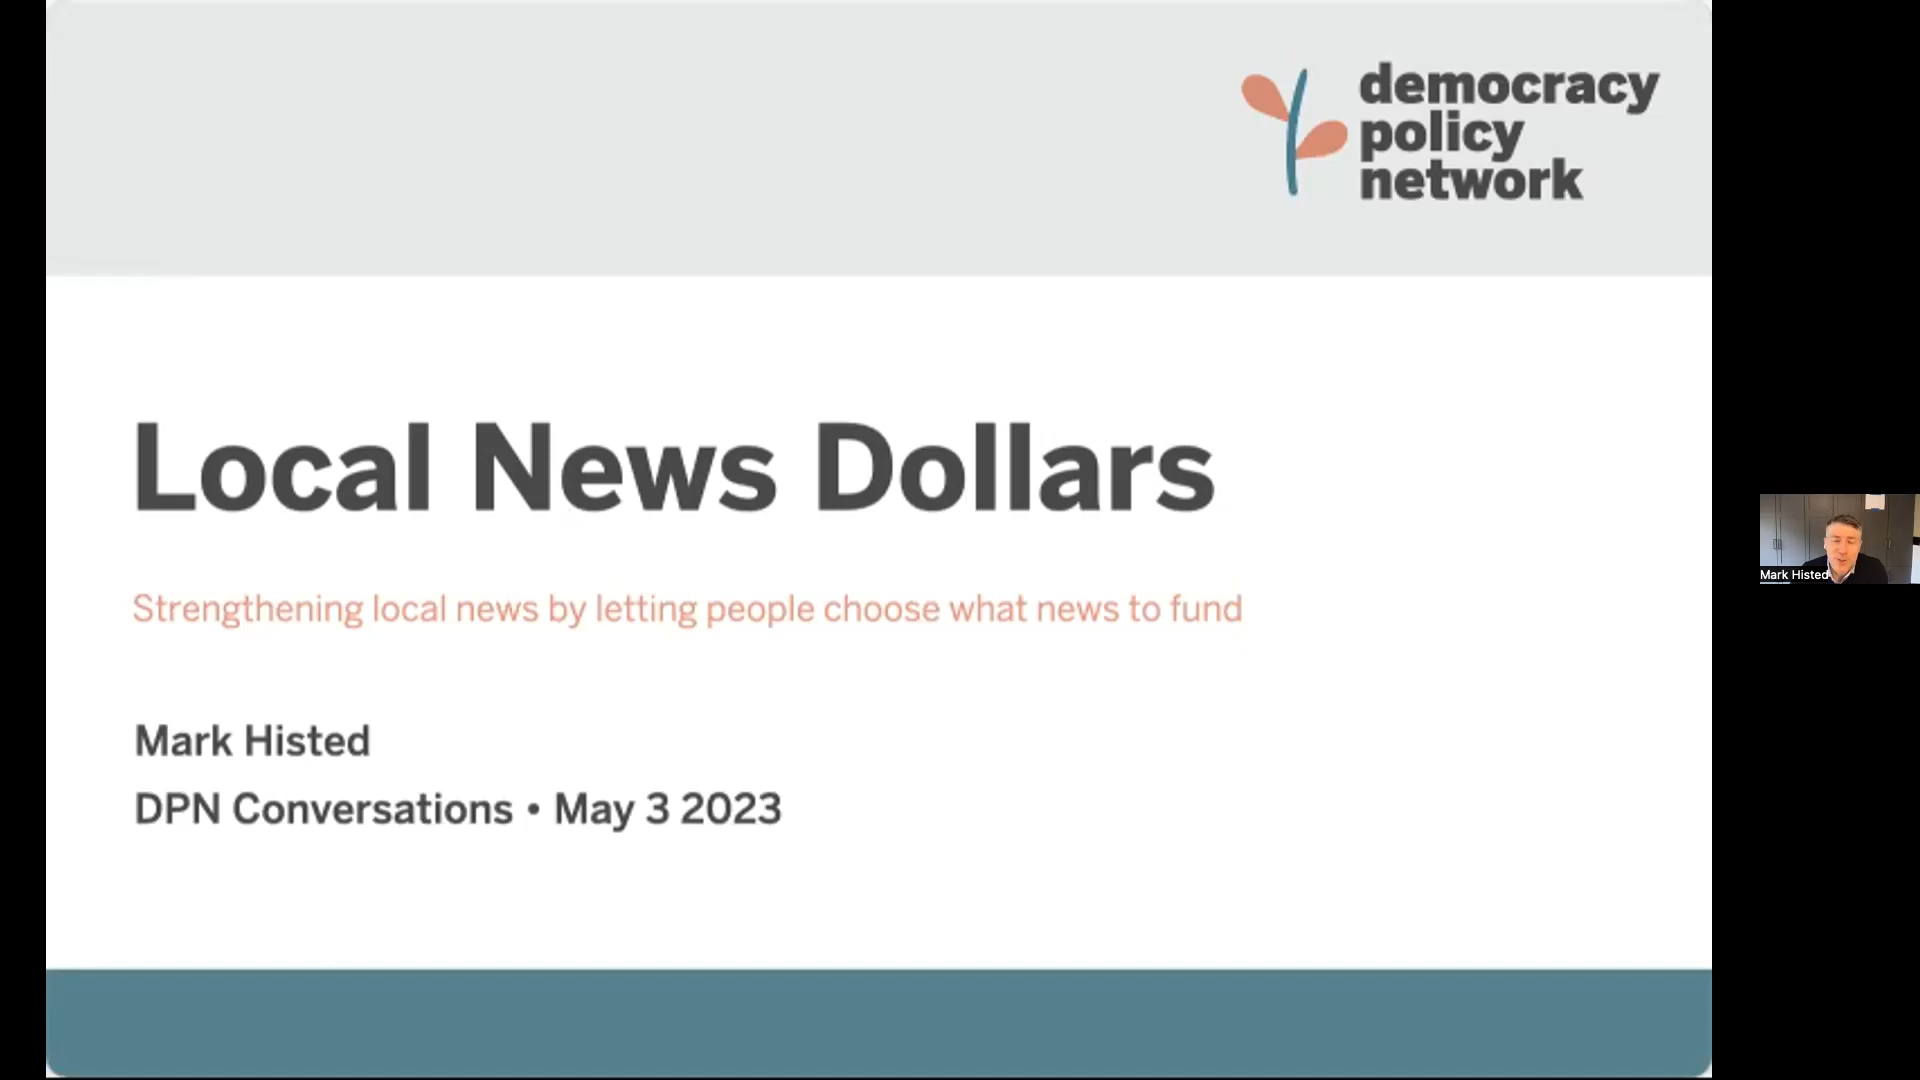 democracy
policy
network
Local News Dollars
Strengthening local news by letting people choose what news to fund
Mark Histed
DPN Conversations • May 3 2023
Mark Histed